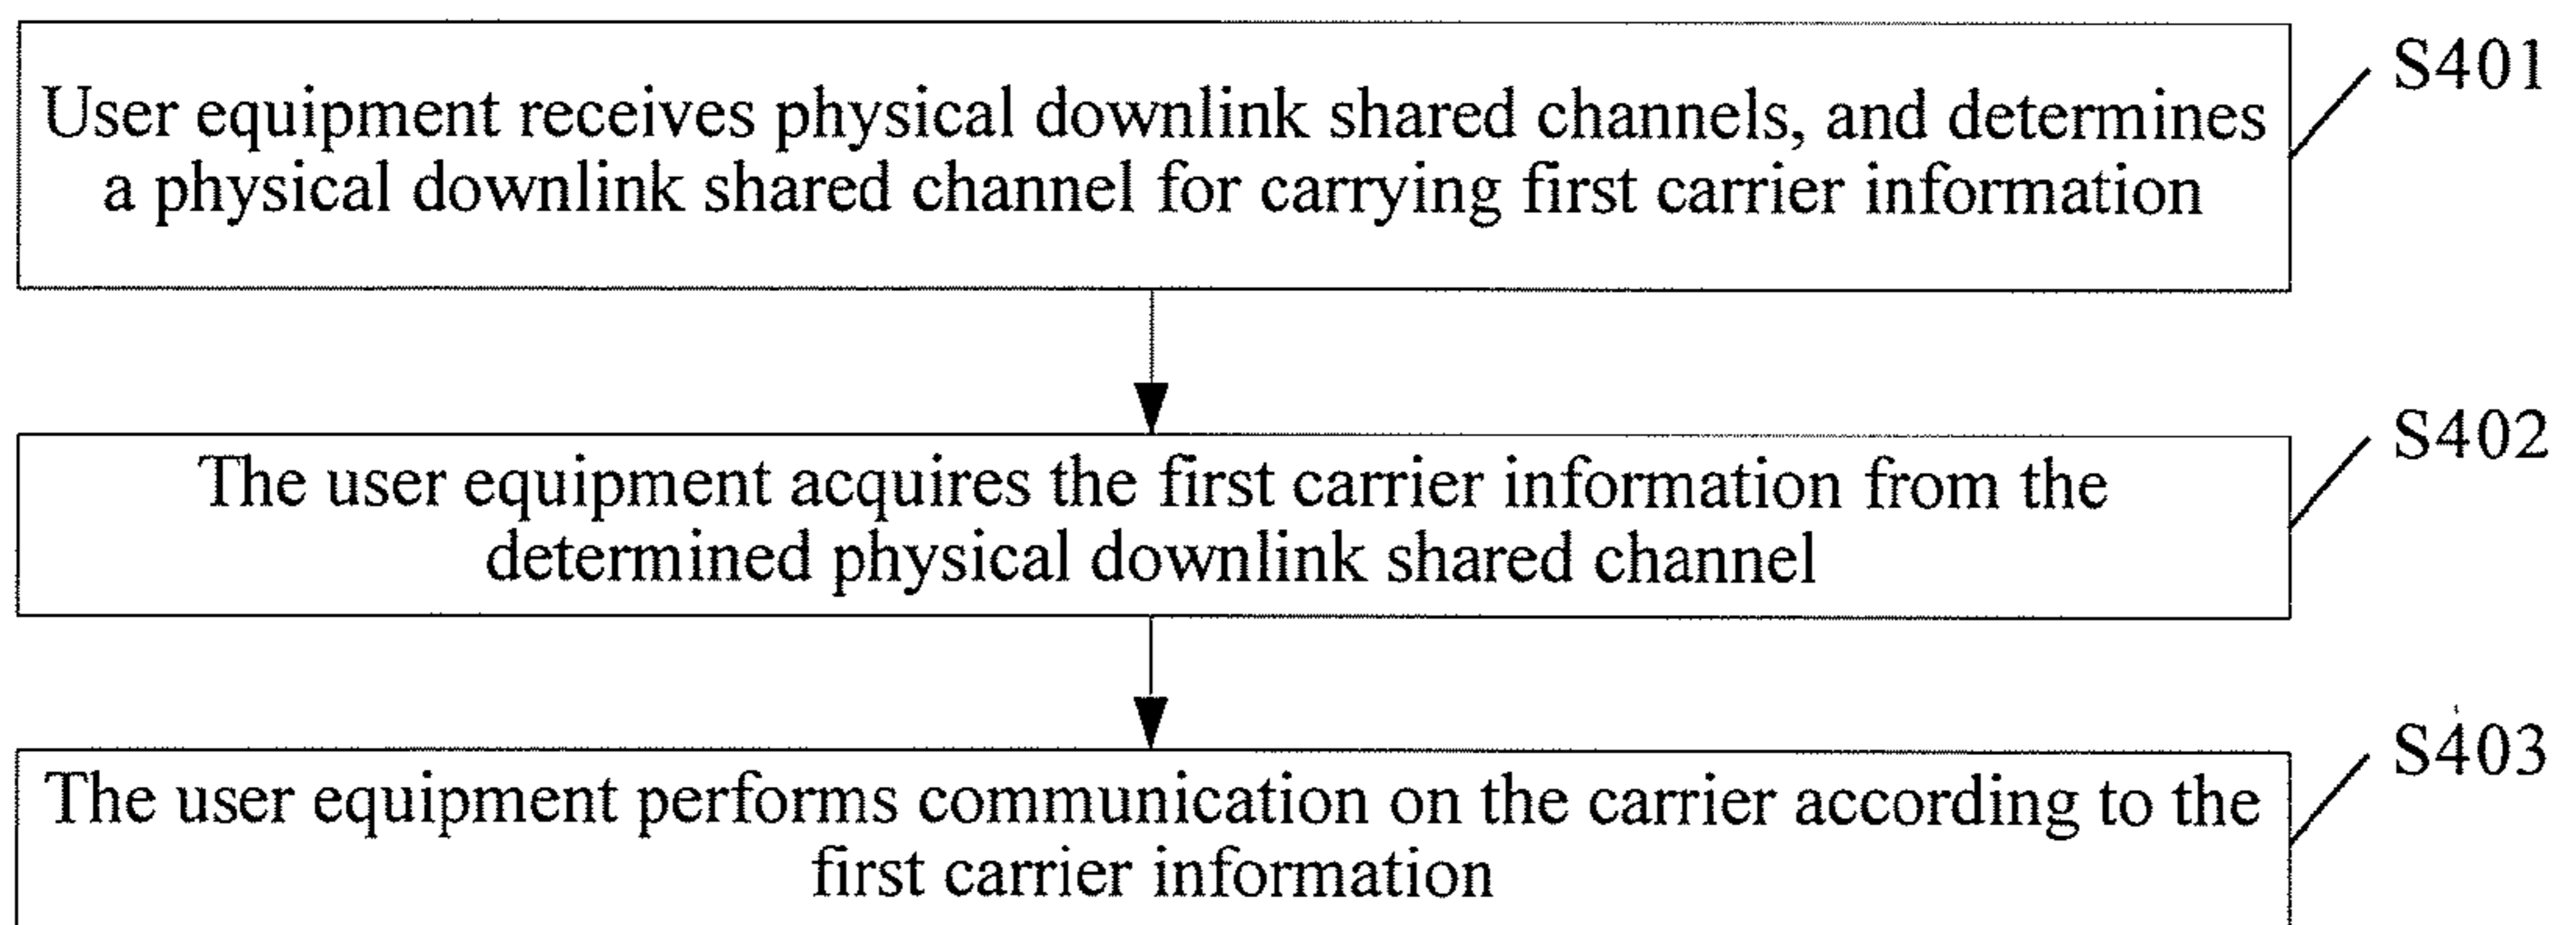 User equipment receives physical downlink shared channels, and determines
a physical downlink shared channel for carrying first carrier information
S401
The user equipment acquires the first carrier information from the
determined physical downlink shared channel
S402
The user equipment performs communication on the carrier according to the
first carrier information
S403